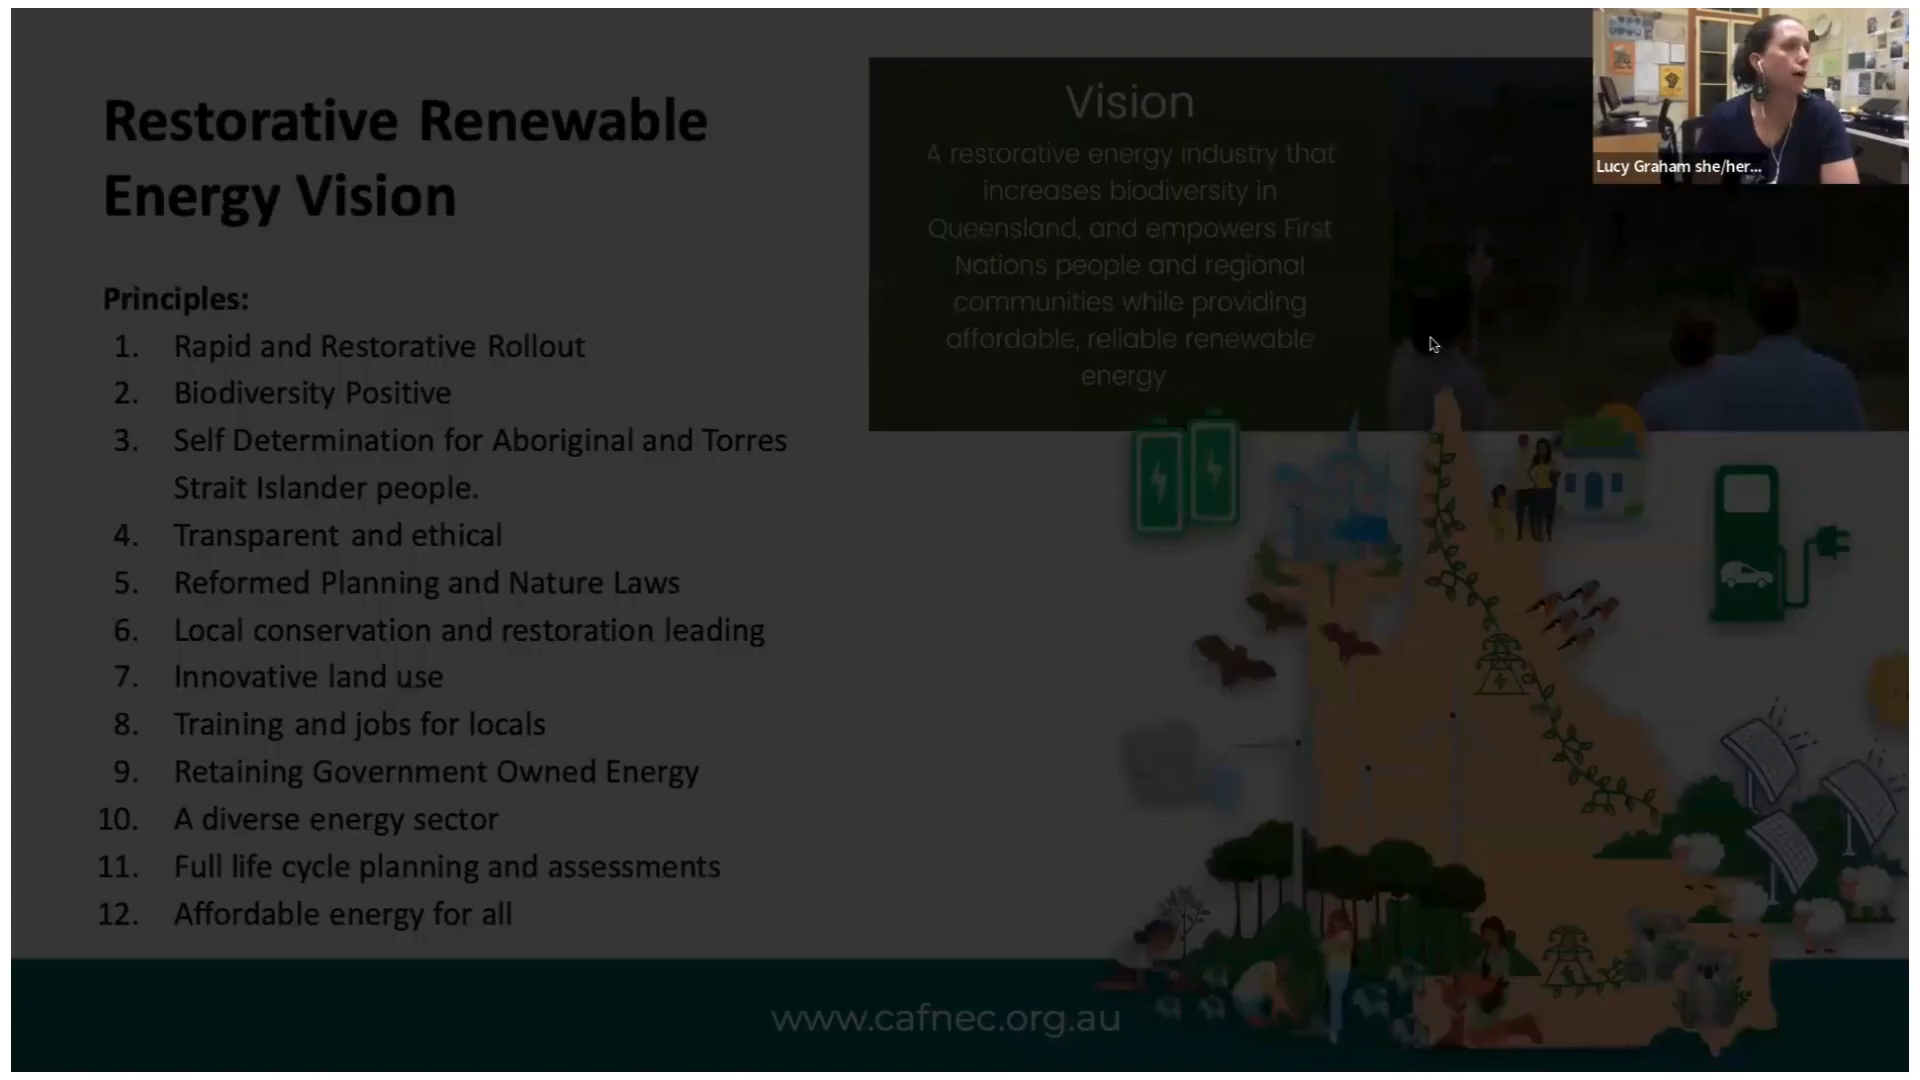 Restorative Renewable
Energy Vision
Principles:
1. Rapid and Restorative Rollout
2. Biodiversity Positive
3. Self Determination for Aboriginal and Torres
Strait Islander people.
4. Transparent and ethical
5. Reformed Planning and Nature Laws
6. Local conservation and restoration leading
7. Innovative land use
8. Training and jobs for locals
9. Retaining Government Owned Energy
10. A diverse energy sector
11. Full life cycle planning and assessments
12. Affordable energy for all
Vision
A restorative energy industry that
increases biodiversity in
Queensland, and empowers First
Nations people and regional
communities while providing
affordable, reliable renewable
energy
Lucy Graham she/her...
www.cafnec.org.au